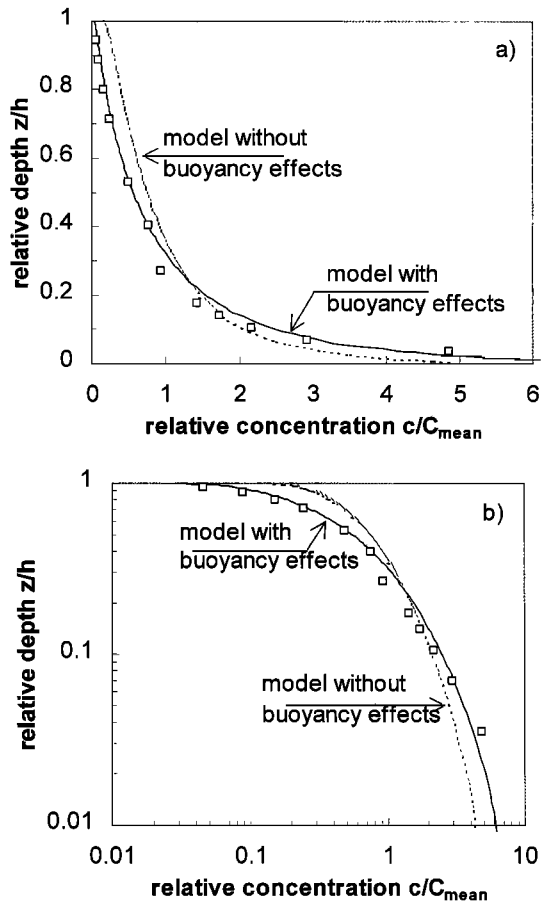 1
a)
0.8
model without
buoyancy effects
0.6
relative depth z/h
0.4
model with
buoyancy effects
0.2
0
0 1 2 3 4 5 6
relative concentration c/Cmean
1
b)
model with
buoyancy effects
relative depth z/h
0.1
model without
buoyancy effects
0.01
0.01 0.1 1 10
relative concentration c/Cmean